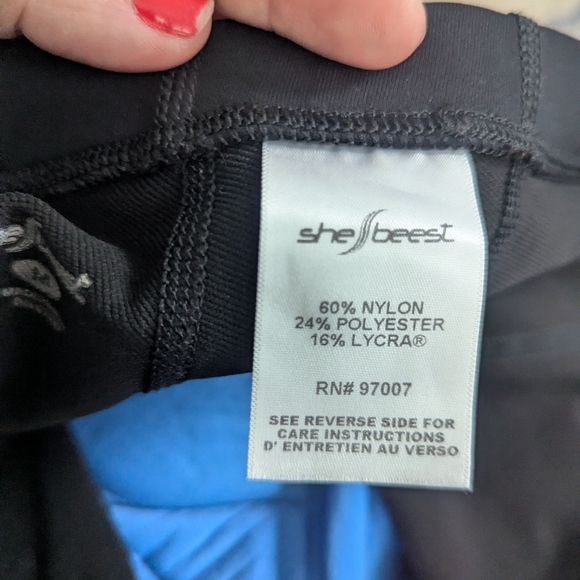 she beest
60% NYLON
24% POLYESTER
16% LYCRA®
RN# 97007
SEE REVERSE SIDE FOR
CARE INSTRUCTIONS
D' ENTRETIEN AU VERSO